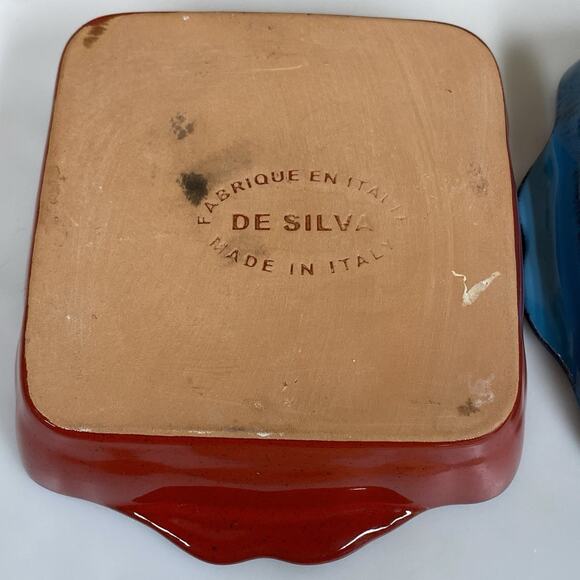 FABRIQUE EN ITALIE
DE SILVA
MADE IN ITALY